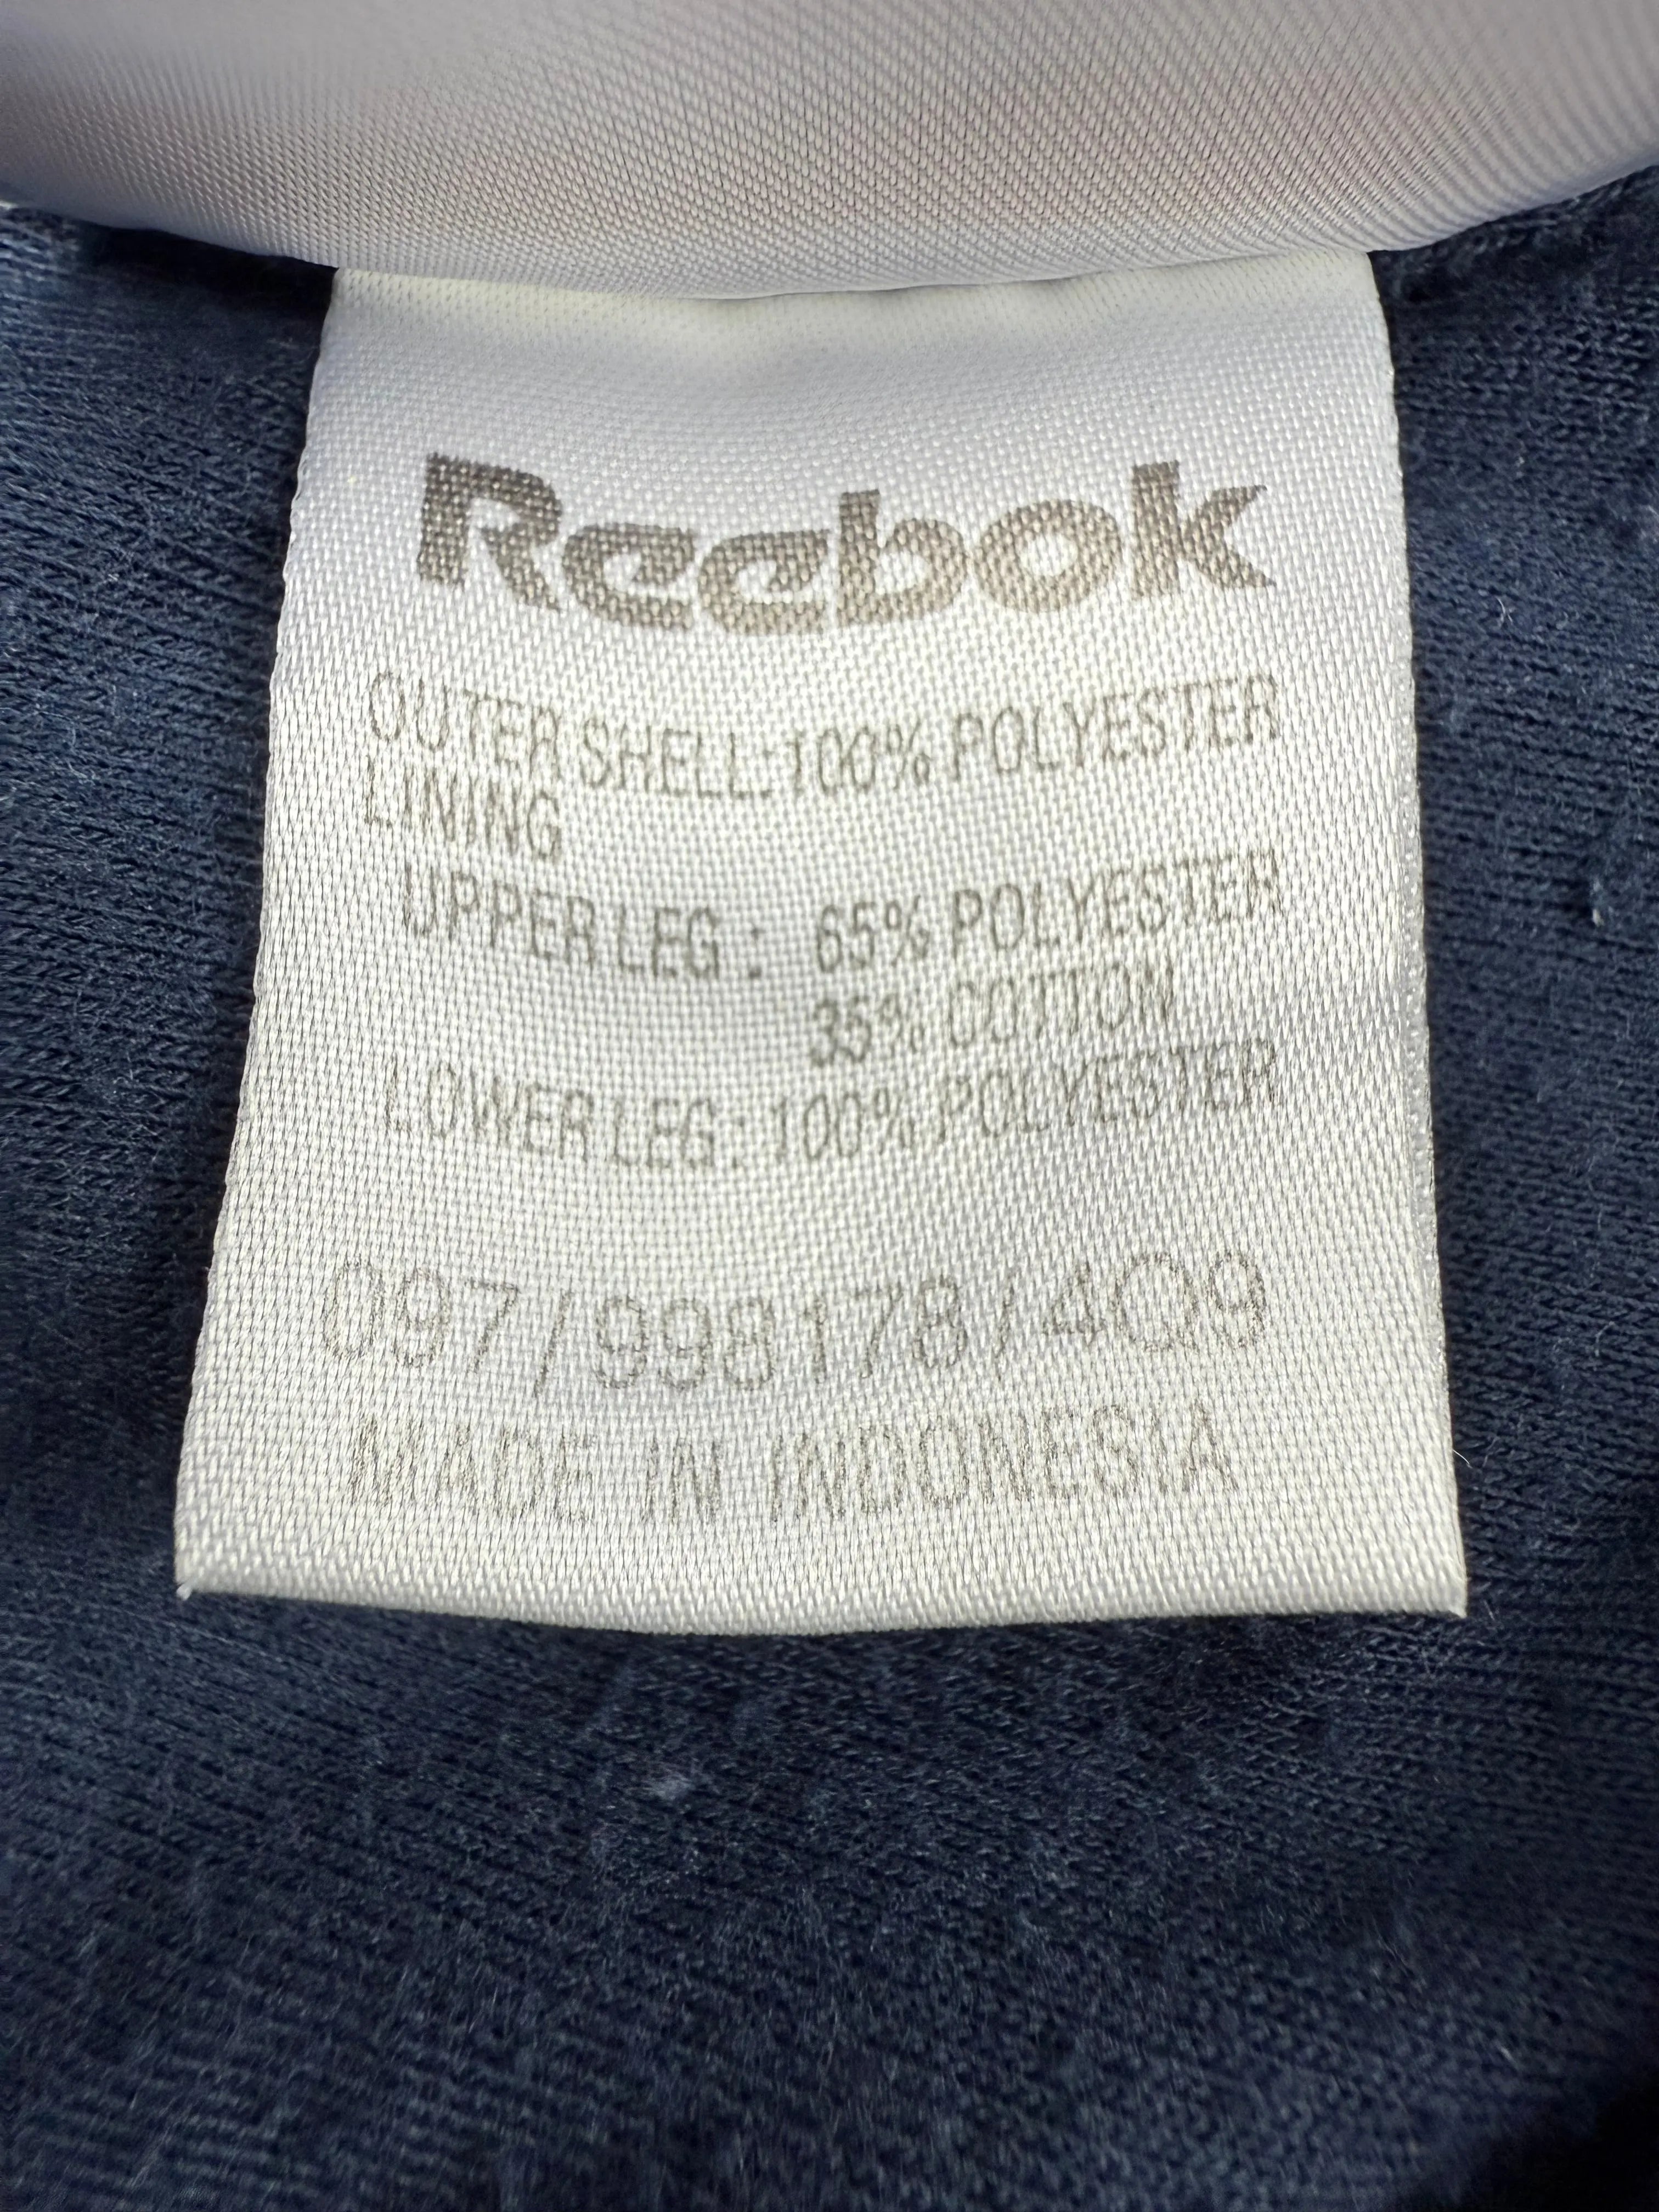 Reebok
OUTER SHELL: 100% POLYESTER
LINING
UPPER LEG : 65% POLYESTER
35% COTTON
LOWER LEG : 100% POLYESTER
097/998178/4Q9
MADE IN INDONESIA